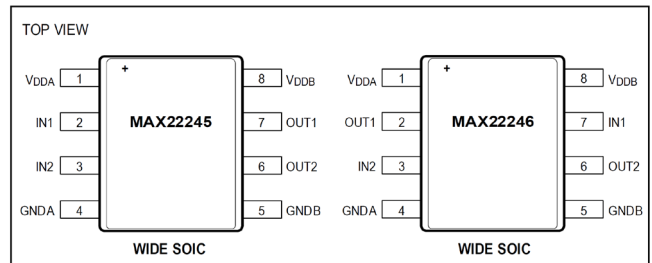 TOP VIEW
+
VDDA 1 8 VDDB
IN1 2 MAX22245 7 OUT1
IN2 3 6 OUT2
GNDA 4 5 GNDB
WIDE SOIC
+
VDDA 1 8 VDDB
OUT1 2 MAX22246 7 IN1
IN2 3 6 OUT2
GNDA 4 5 GNDB
WIDE SOIC